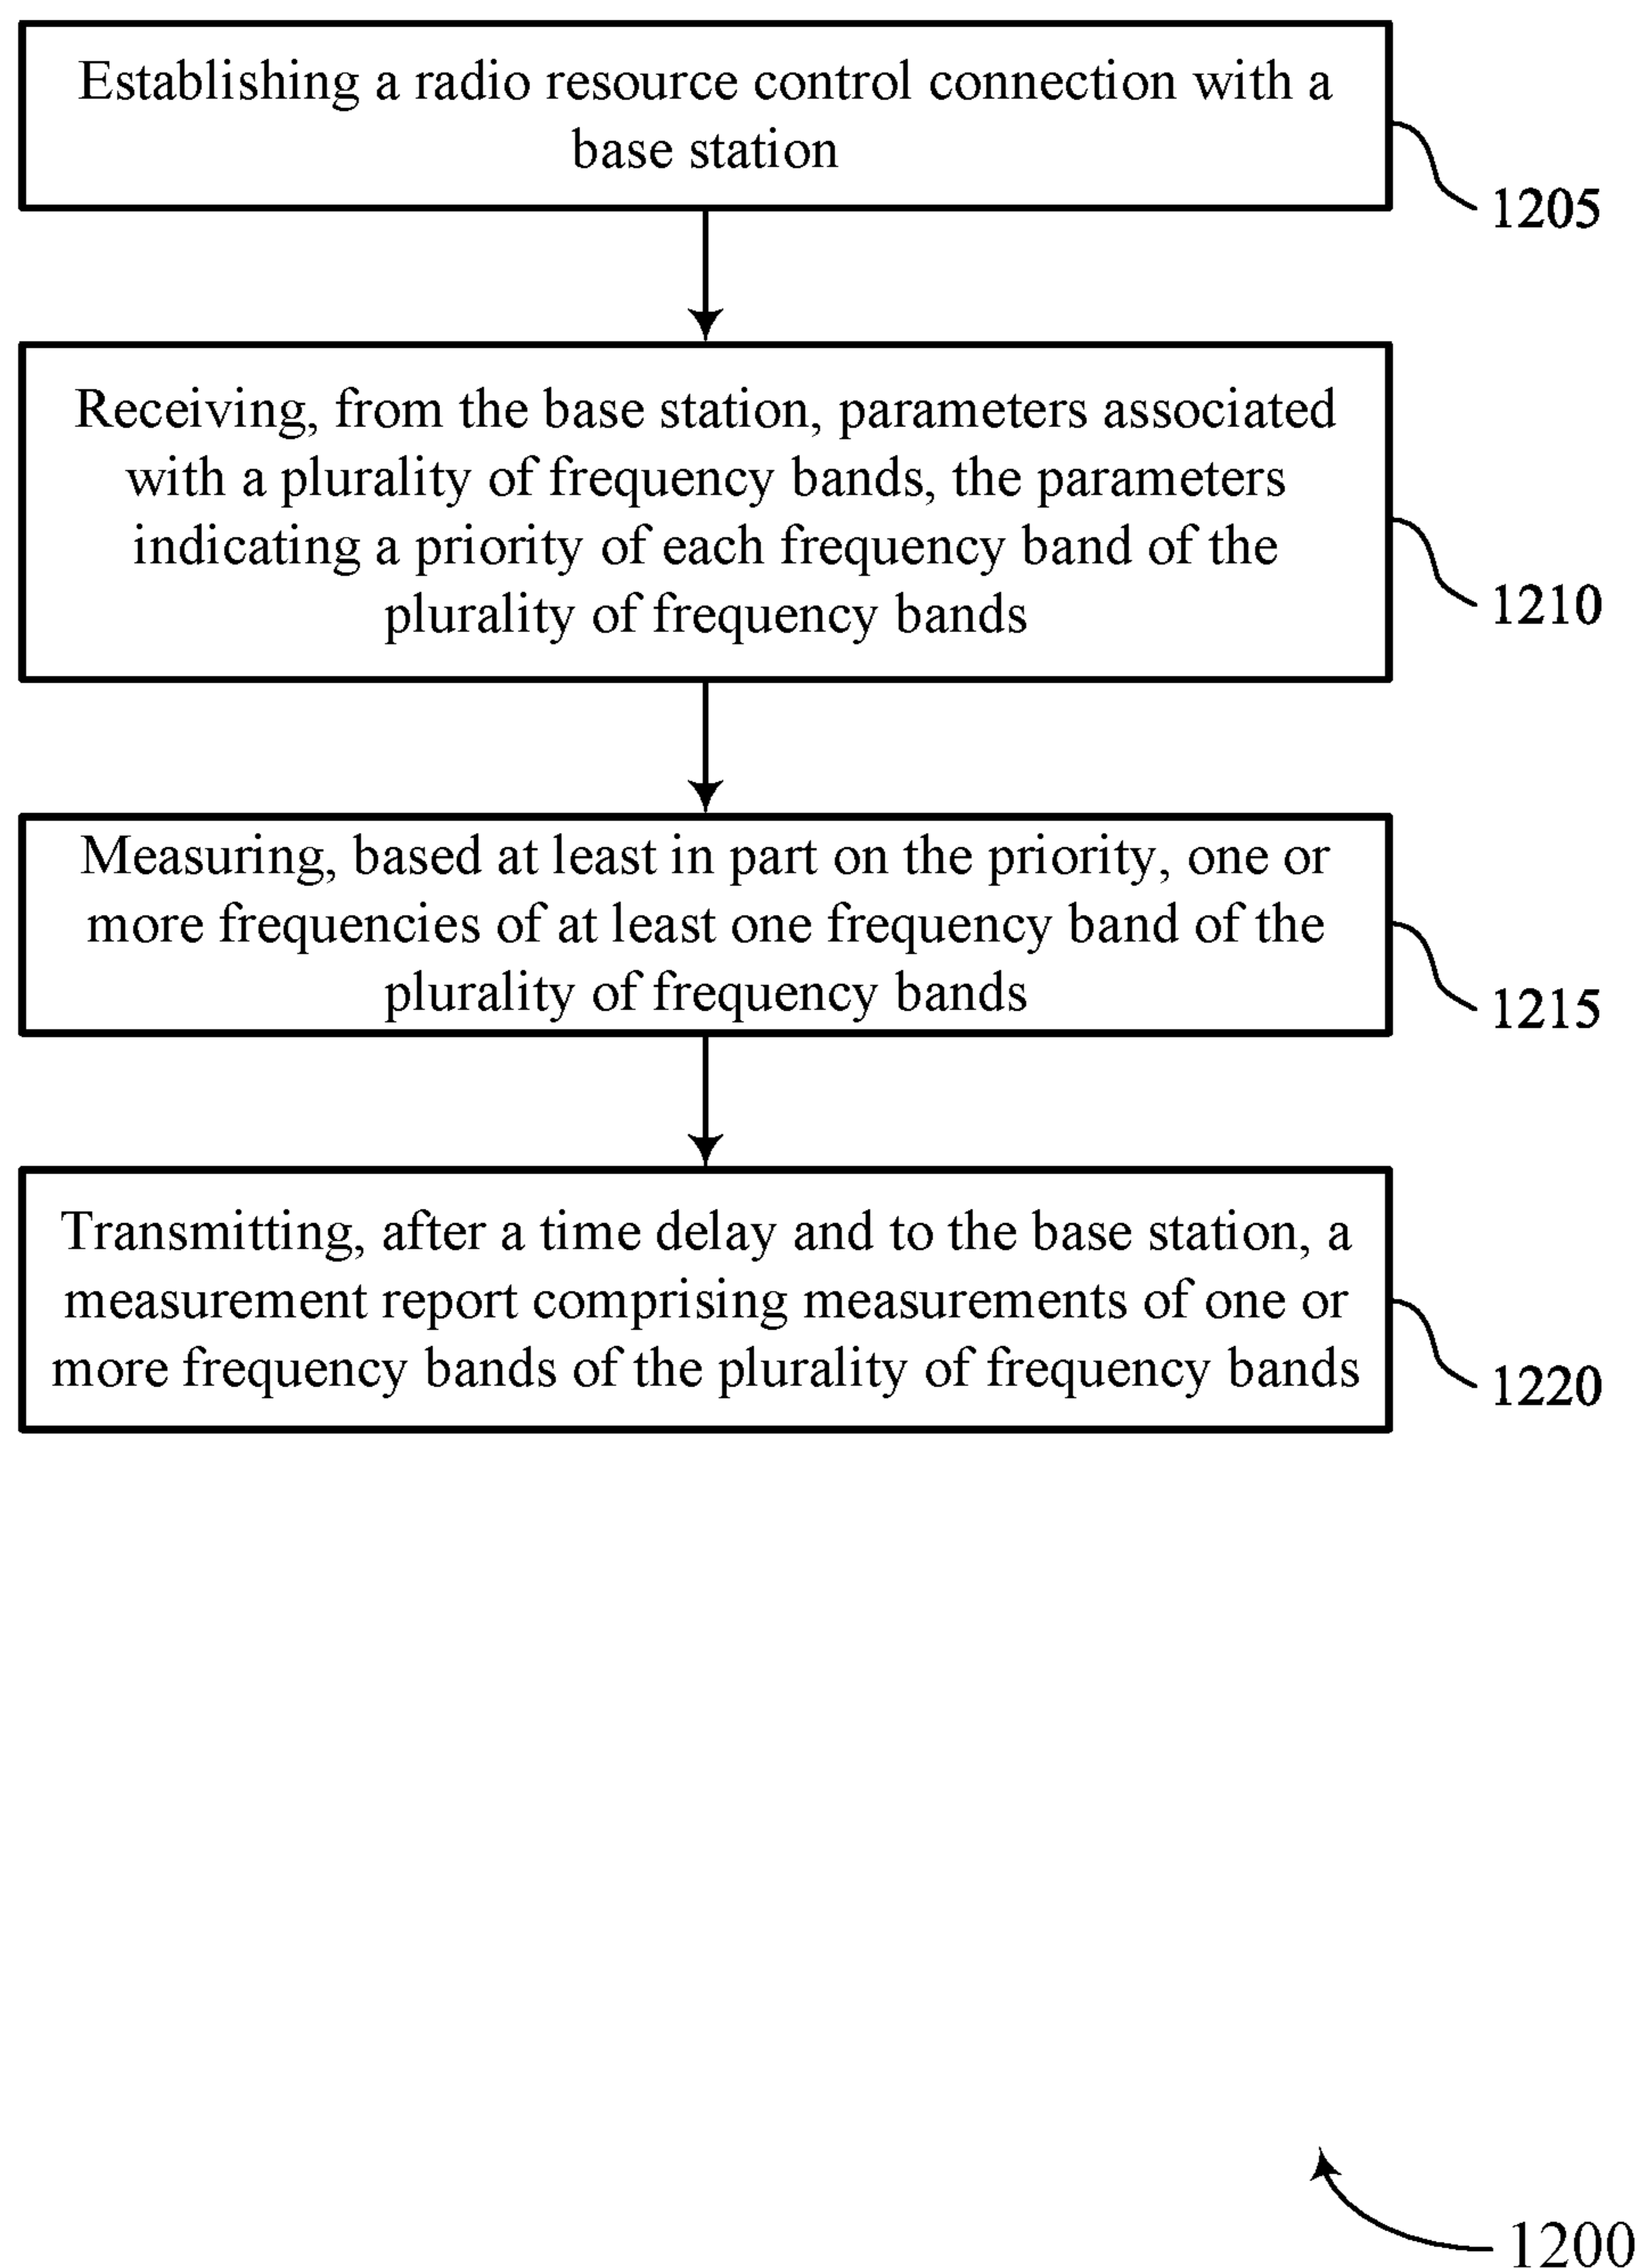 Establishing a radio resource control connection with a
base station
1205
Receiving, from the base station, parameters associated
with a plurality of frequency bands, the parameters
indicating a priority of each frequency band of the
plurality of frequency bands
1210
Measuring, based at least in part on the priority, one or
more frequencies of at least one frequency band of the
plurality of frequency bands
1215
Transmitting, after a time delay and to the base station, a
measurement report comprising measurements of one or
more frequency bands of the plurality of frequency bands
1220
1200